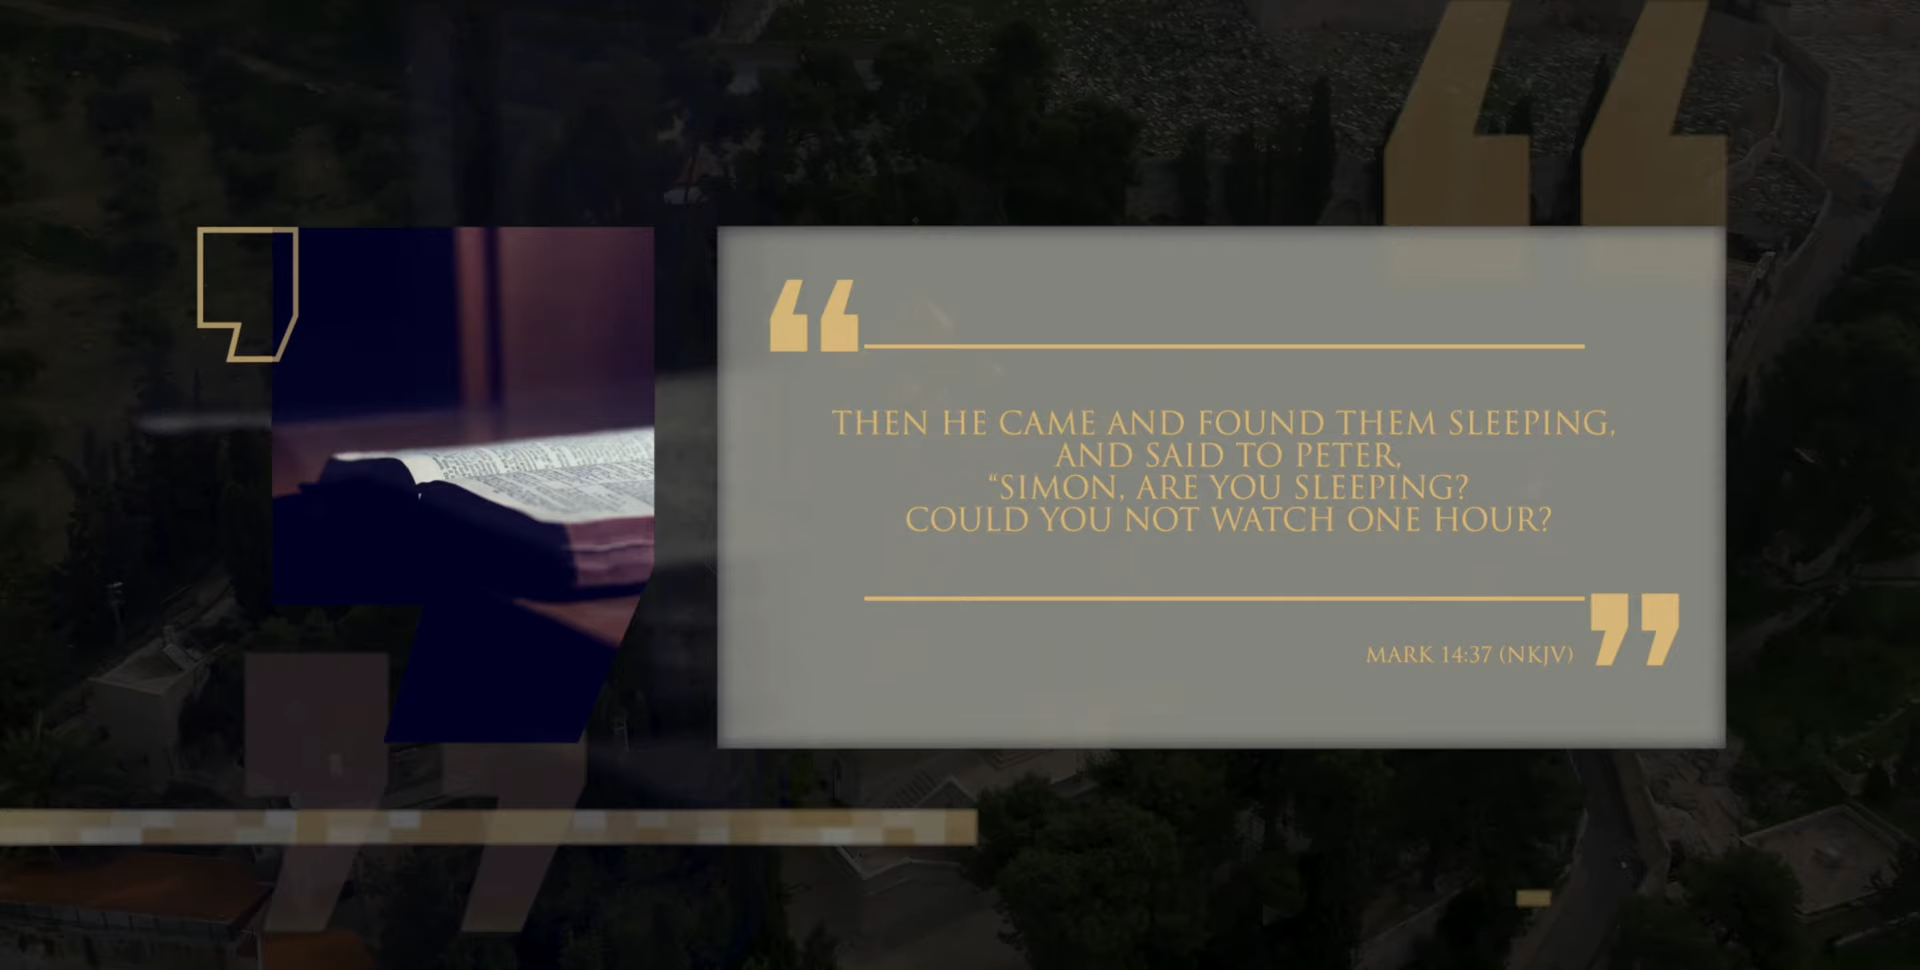 THEN HE CAME AND FOUND THEM SLEEPING,
AND SAID TO PETER,
“SIMON, ARE YOU SLEEPING?
COULD YOU NOT WATCH ONE HOUR?
MARK 14:37 (NKJV)